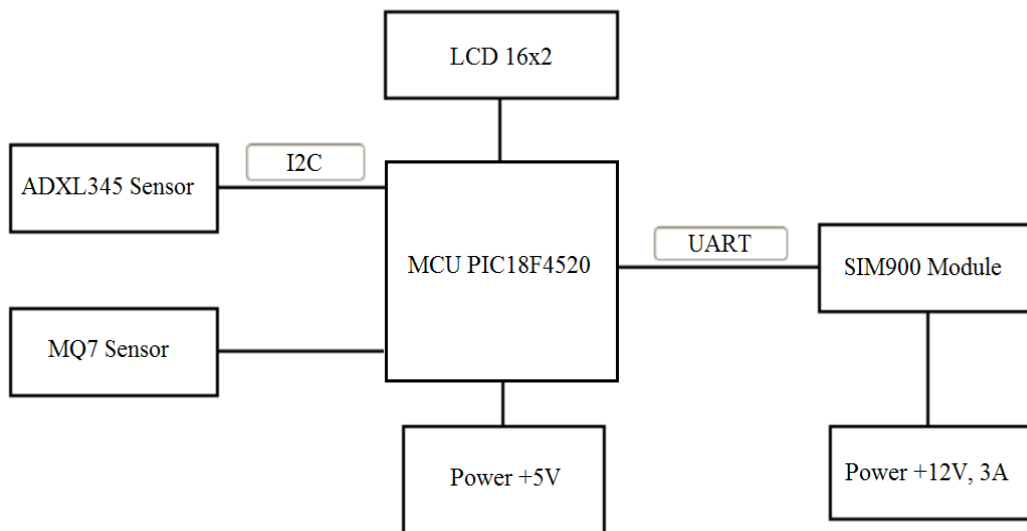 LCD 16x2
I2C
ADXL345 Sensor
UART
MCU PIC18F4520
SIM900 Module
MQ7 Sensor
Power +5V
Power +12V, 3A